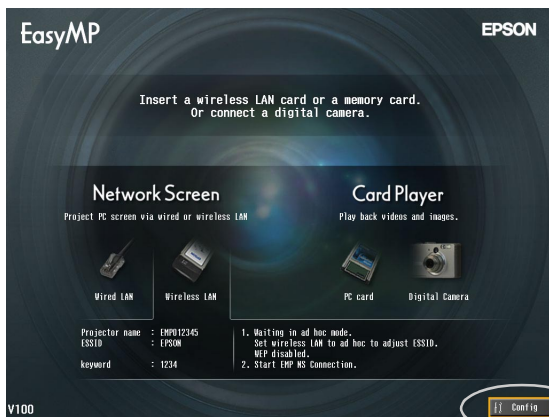 EasyMP
EPSON
Insert a wireless LAN card or a memory card.
Or connect a digital camera.
Network Screen
Project PC screen via wired or wireless LAN
Wired LAN
Wireless LAN
Card Player
Play back videos and images.
PC card
Digital Camera
Projector name : EMP012345
ESSID : EPSON
keyword : 1234
1. Waiting in ad hoc mode.
Set wireless LAN to ad hoc to adjust ESSID.
WEP disabled.
2. Start EMP NS Connection.
V100
Config